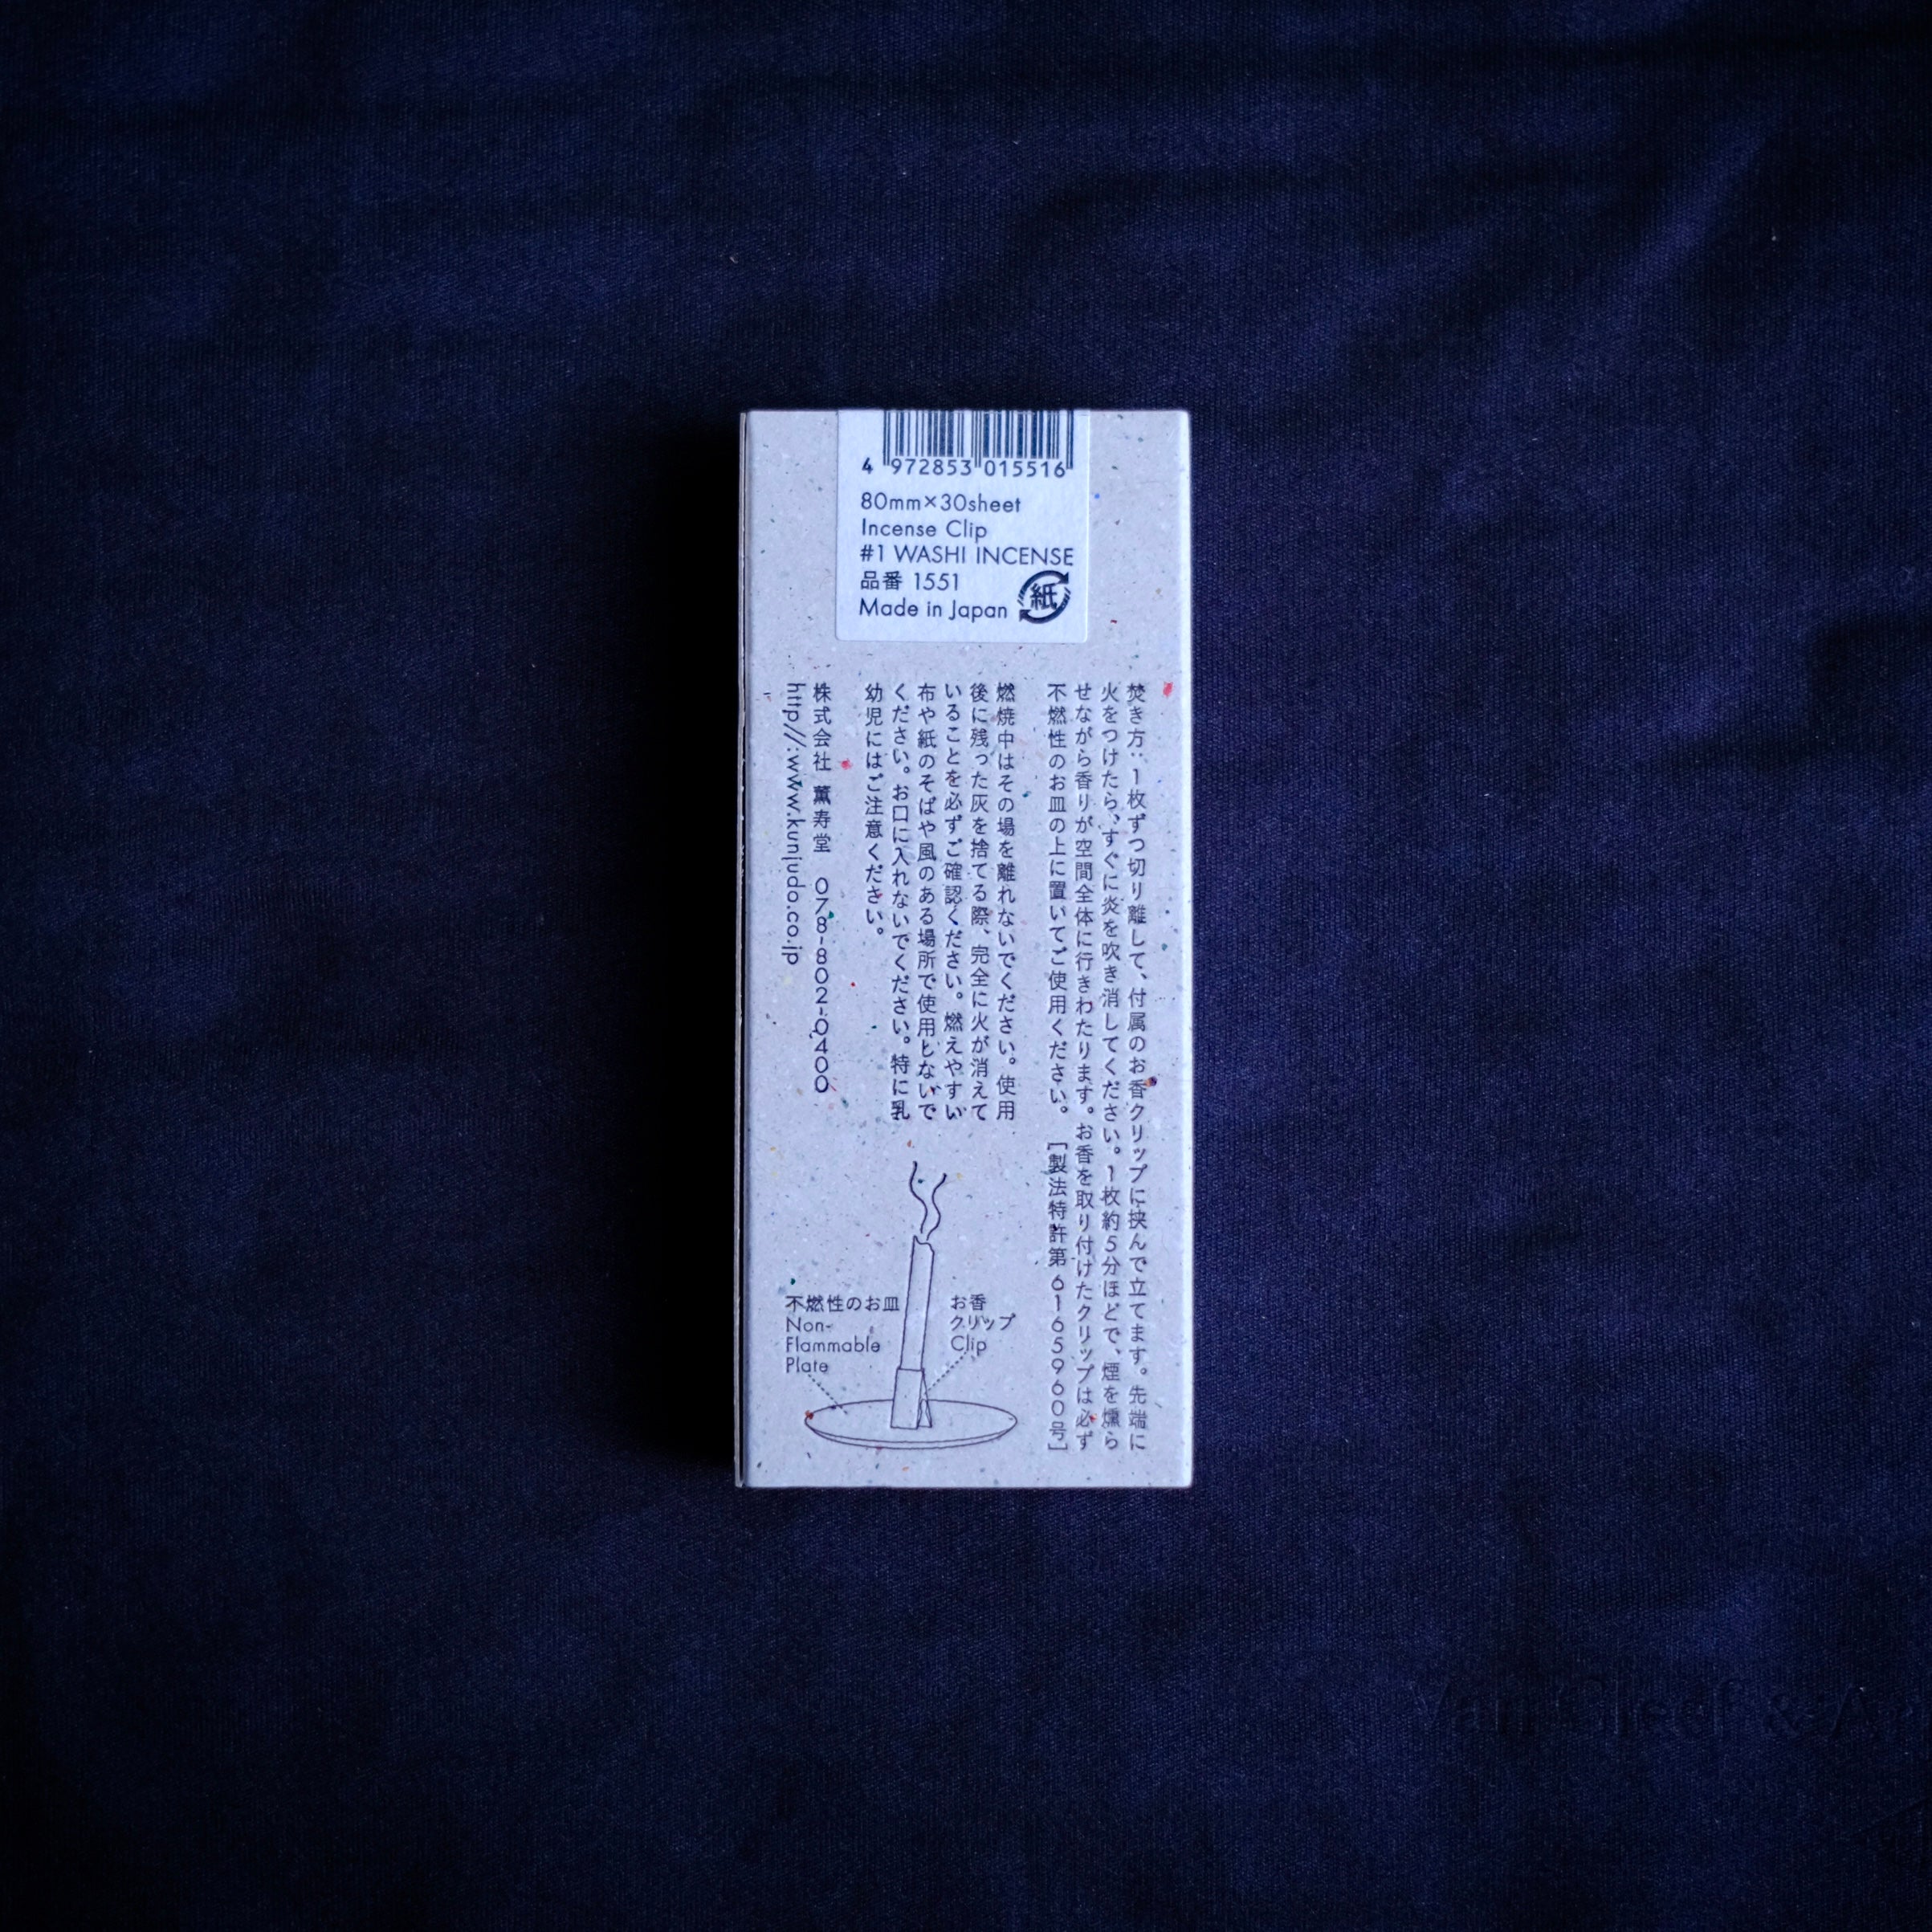 4 972853 015516
80mm×30sheet
Incense Clip
#1 WASHI INCENSE
品番 1551
Made in Japan
紙
焚き方:1枚ずつ切り離して、付属のお香クリップに挟んで立てます。先端に
火をつけたら、すぐに炎を吹き消してください。1枚約5分ほどで、煙を燻ら
せながら香りが空間全体に行きわたります。お香を取り付けたクリップは必ず
不燃性のお皿の上に置いてご使用ください。[製法特許第6165960号]
燃焼中はその場を離れないでください。使用
後に残った灰を捨てる際、完全に火が消えて
いることを必ずご確認ください。燃えやすい
布や紙のそばや風のある場所で使用しないで
ください。お口に入れないでください。特に乳
幼児にはご注意ください。
株式会社 薫寿堂 078-802-0400
http//:www.kunjudo.co.jp
不燃性のお皿
Non-
Flammable
Plate
お香
クリップ
Clip
Van Cleef & A